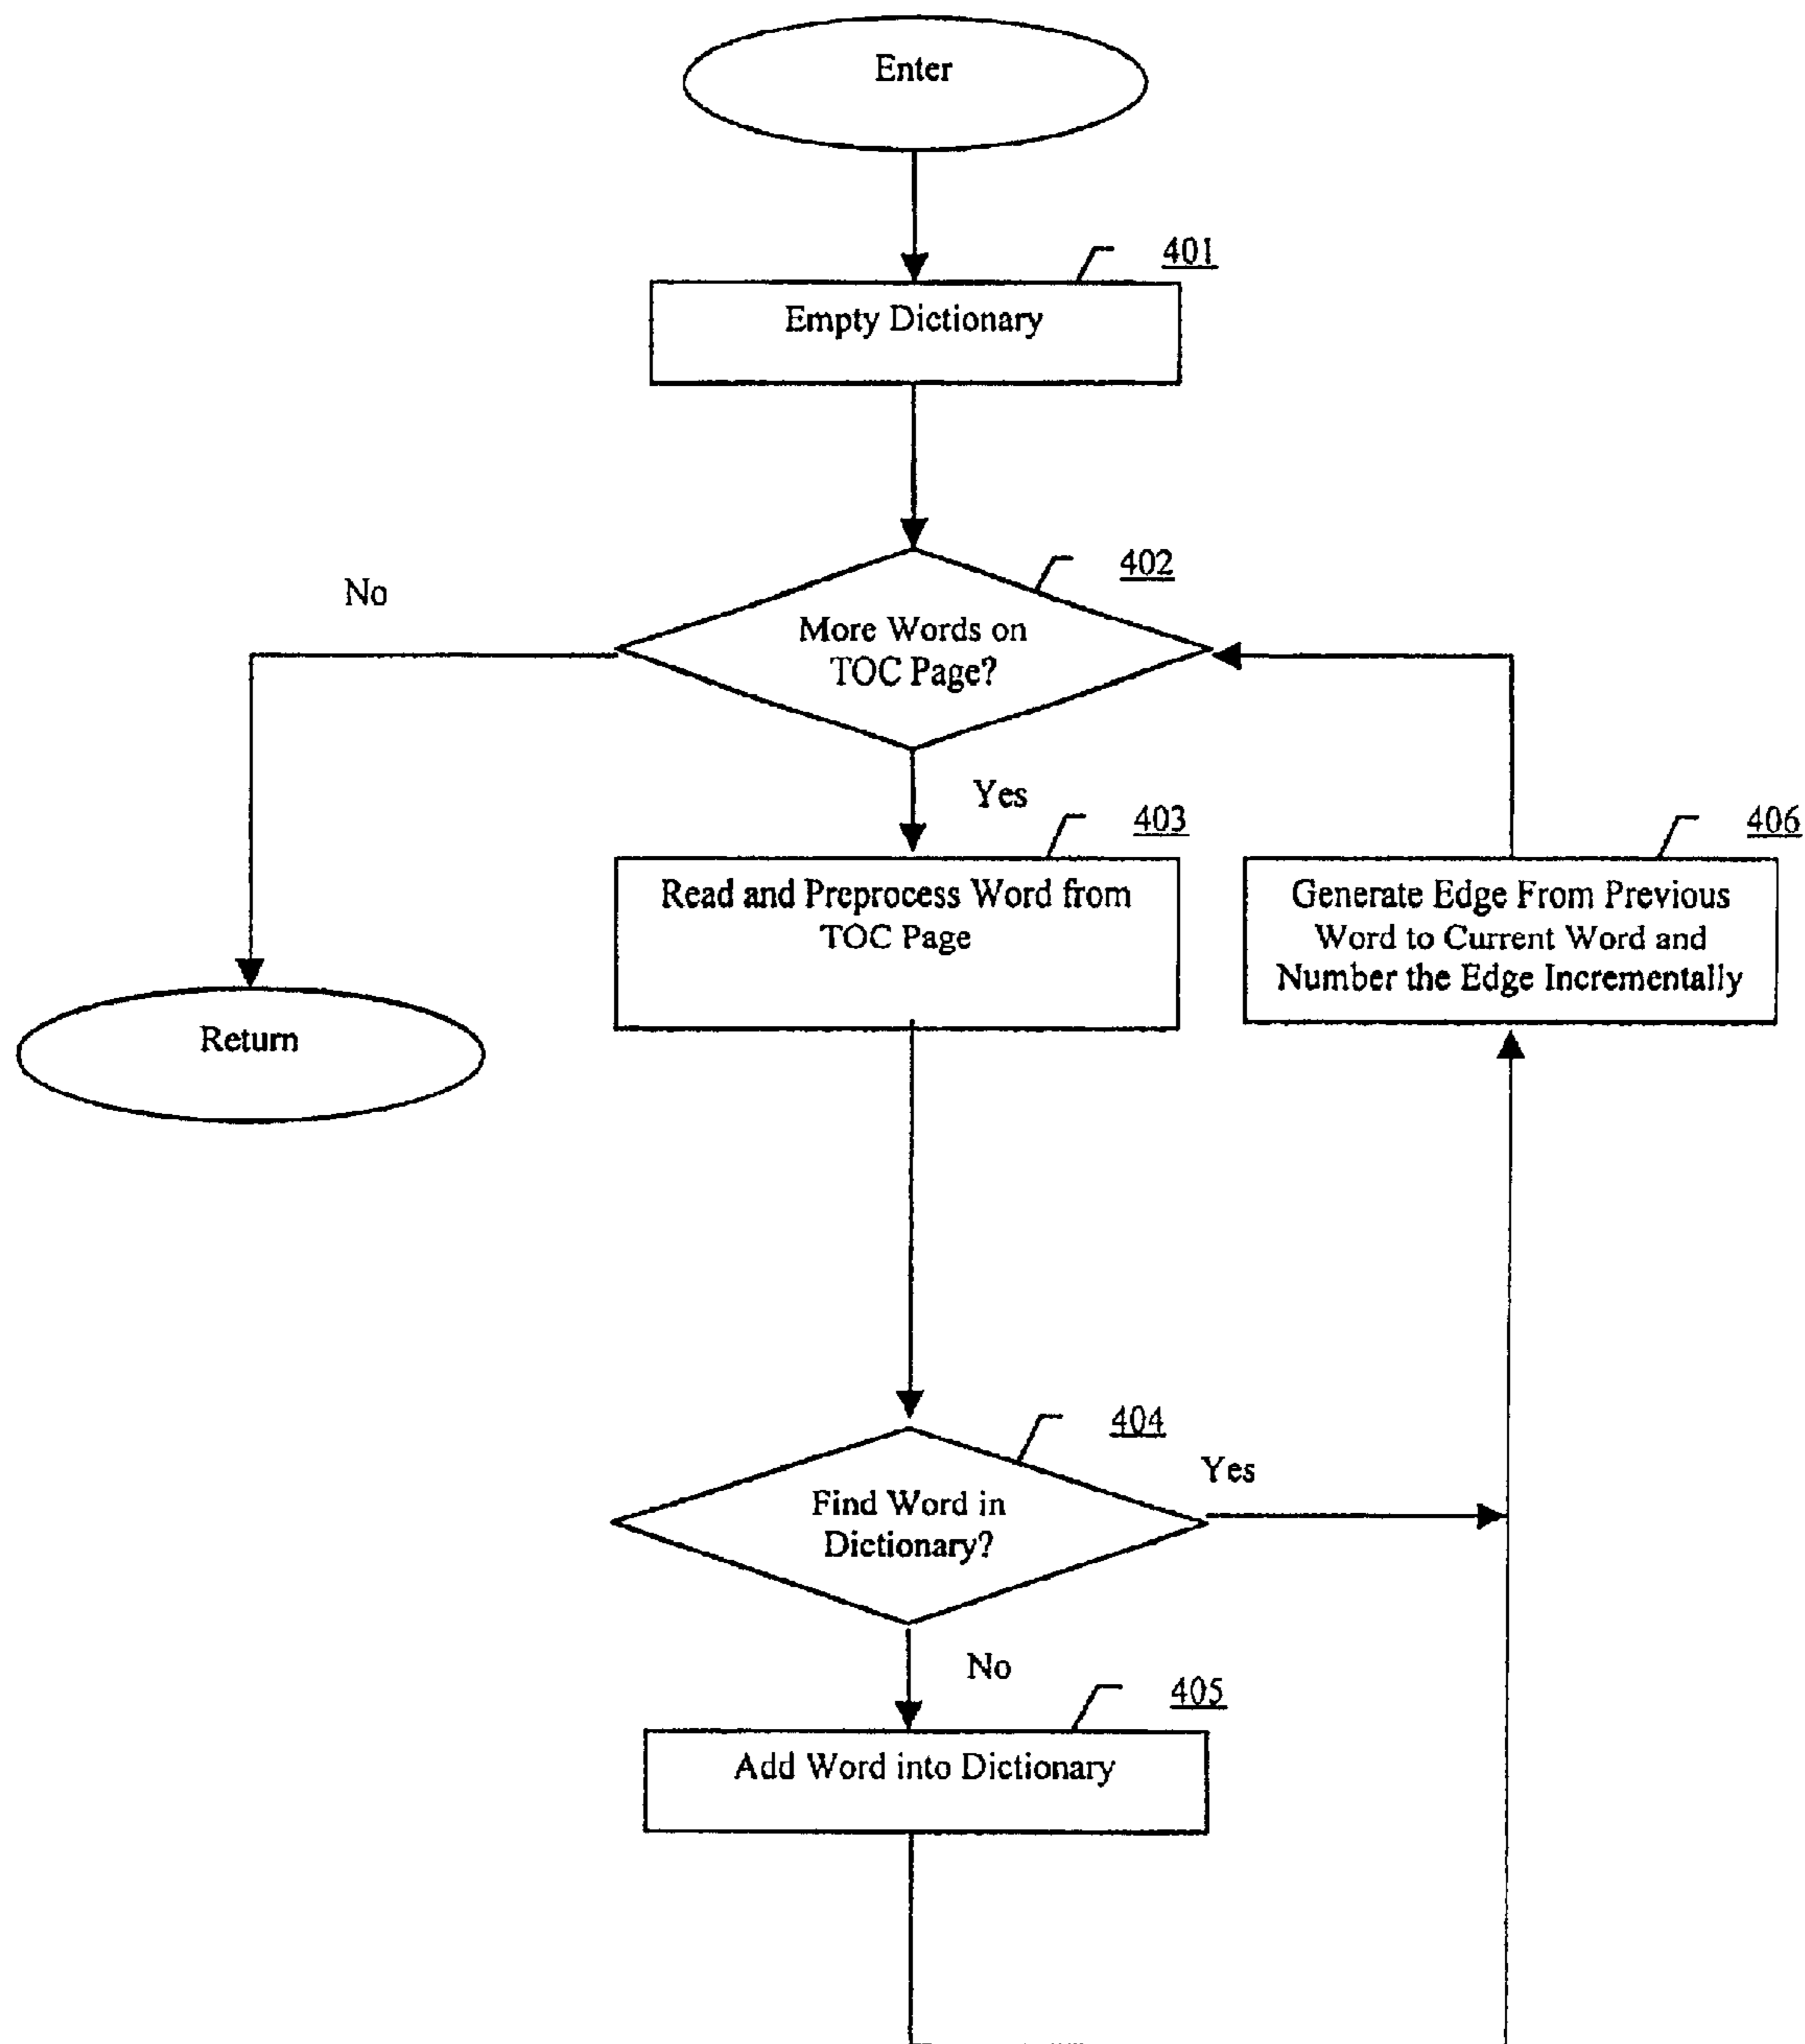 Enter
401
Empty Dictionary
402
No
More Words on
TOC Page?
Yes
403
406
Read and Preprocess Word from
TOC Page
Generate Edge From Previous
Word to Current Word and
Number the Edge Incrementally
Return
404
Yes
Find Word in
Dictionary?
No
405
Add Word into Dictionary